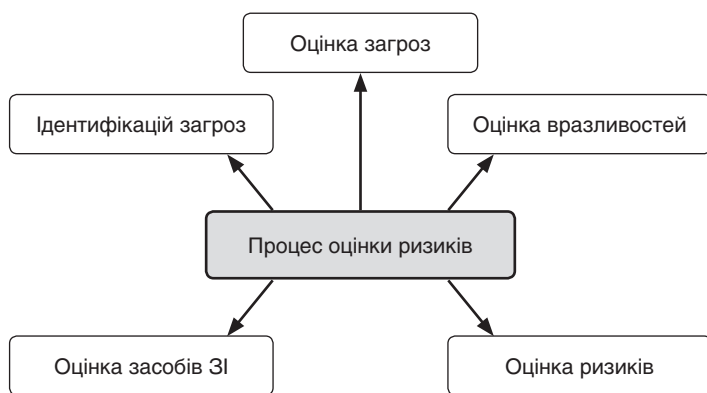 Оцінка загроз
Ідентифікацій загроз
Оцінка вразливостей
Процес оцінки ризиків
Оцінка засобів ЗІ
Оцінка ризиків